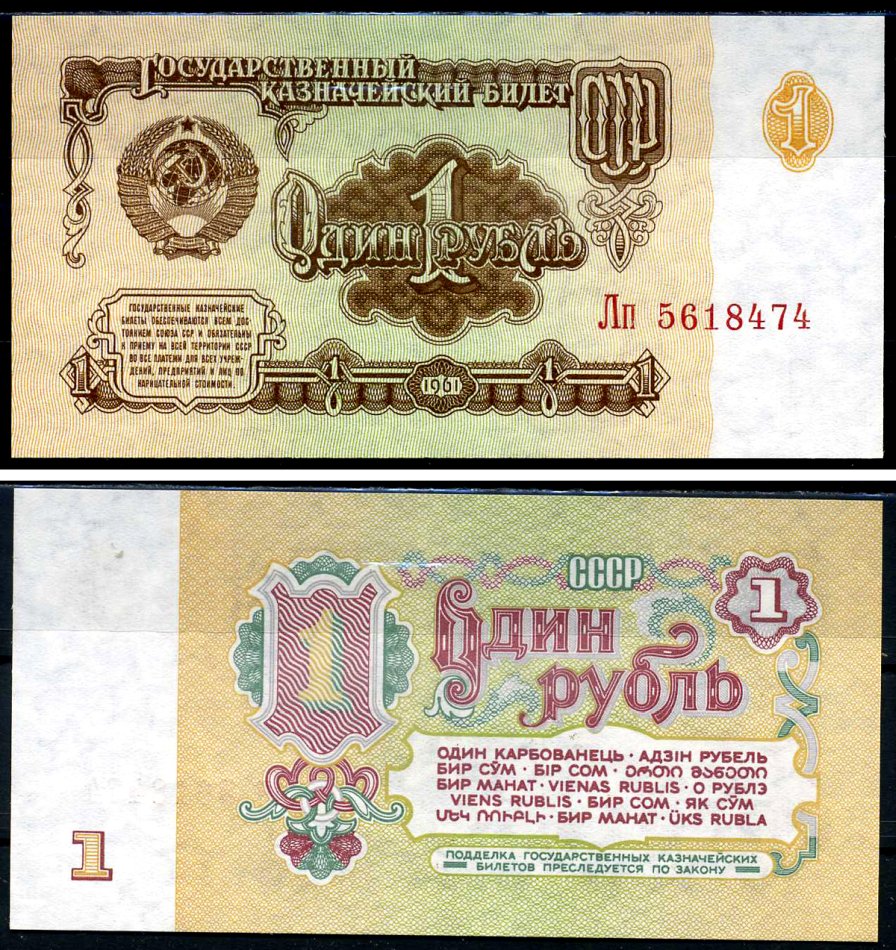 ГОСУДАРСТВЕННЫЙ
КАЗНАЧЕЙСКИЙ БИЛЕТ
СССР
1
1
ОДИН РУБЛЬ
Лп 5618474
ГОСУДАРСТВЕННЫЕ КАЗНАЧЕЙСКИЕ
БИЛЕТЫ ОБЕСПЕЧИВАЮТСЯ ВСЕМ ДОС-
ТОЯНИЕМ СОЮЗА ССР И ОБЯЗАТЕЛЬНЫ
К ПРИЕМУ НА ВСЕЙ ТЕРРИТОРИИ СССР
ВО ВСЕ ПЛАТЕЖИ ДЛЯ ВСЕХ УЧРЕЖ-
ДЕНИЙ, ПРЕДПРИЯТИЙ И ЛИЦ ПО
НАРИЦАТЕЛЬНОЙ СТОИМОСТИ.
1 1 1961 1 1
СССР
1
1
Один
рубль
ОДИН КАРБОВАНЕЦЬ · АДЗІН РУБЕЛЬ
БИР СЎМ · БІР СОМ · ᲔᲠᲗᲘ ᲛᲐᲜᲔᲗᲘ
БИР МАНАТ · VIENAS RUBLIS · О РУБЛЭ
VIENS RUBLIS · БИР СОМ · ЯК СЎМ
ՄԵԿ ՌՈՒԲԼԻ · БИР МАНАТ · ÜKS RUBLA
1
ПОДДЕЛКА ГОСУДАРСТВЕННЫХ КАЗНАЧЕЙСКИХ
БИЛЕТОВ ПРЕСЛЕДУЕТСЯ ПО ЗАКОНУ